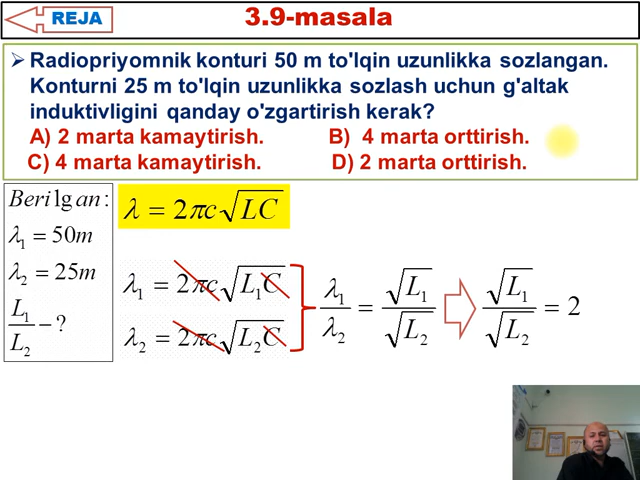 REJA
3.9-masala
➢ Radiopriyomnik konturi 50 m to'lqin uzunlikka sozlangan.
Konturni 25 m to'lqin uzunlikka sozlash uchun g'altak
induktivligini qanday o'zgartirish kerak?
A) 2 marta kamaytirish. B) 4 marta orttirish.
C) 4 marta kamaytirish. D) 2 marta orttirish.
Berilgan:
λ₁ = 50m
λ₂ = 25m
L₁/L₂ − ?
λ = 2πc√LC
λ₁ = 2πc√L₁C
λ₂ = 2πc√L₂C
λ₁/λ₂ = √L₁/√L₂
√L₁/√L₂ = 2